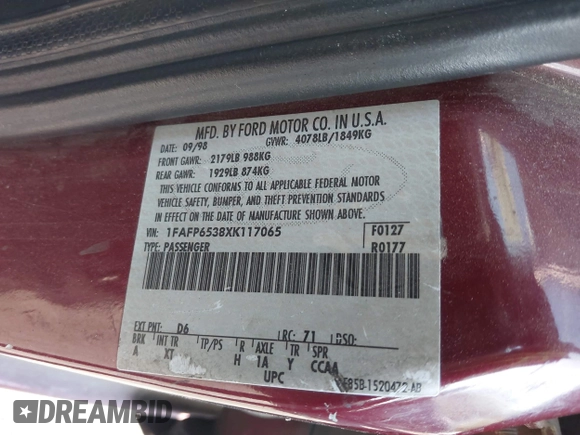 MFD. BY FORD MOTOR CO. IN U.S.A.
DATE: 09/98 GVWR: 4078LB/1849KG
FRONT GAWR: 2179LB 988KG
REAR GAWR: 1929LB 874KG
THIS VEHICLE CONFORMS TO ALL APPLICABLE FEDERAL MOTOR
VEHICLE SAFETY, BUMPER, AND THEFT PREVENTION STANDARDS
IN EFFECT ON THE DATE OF MANUFACTURE SHOWN ABOVE.
VIN: 1FAFP6538XK117065 F0127
TYPE: PASSENGER R0177
EXT PNT: D6 RC: 71 DSO:
BRK INT TR TP/PS R AXLE TR SPR
A XT H 1A Y CCAA
UPC
F85B-1520472-AB
DREAMBID